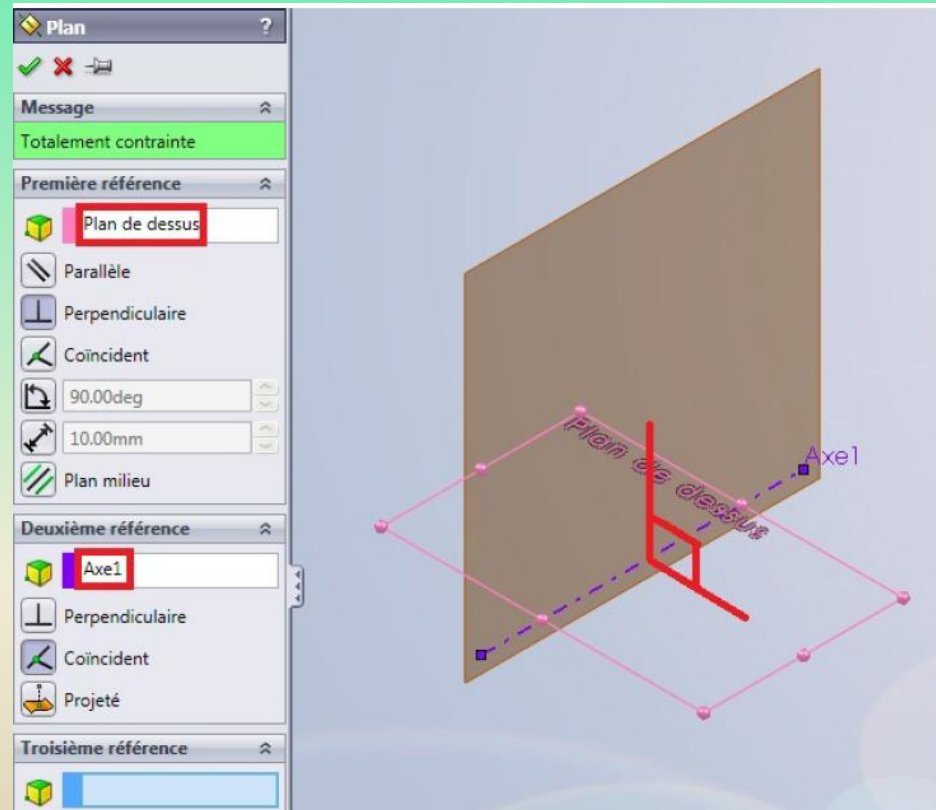 Plan ?
Message
Totalement contrainte
Première référence
Plan de dessus
Parallèle
Perpendiculaire
Coïncident
90.00deg
10.00mm
Plan milieu
Deuxième référence
Axe1
Perpendiculaire
Coïncident
Projeté
Troisième référence
Plan de dessus
Axe1